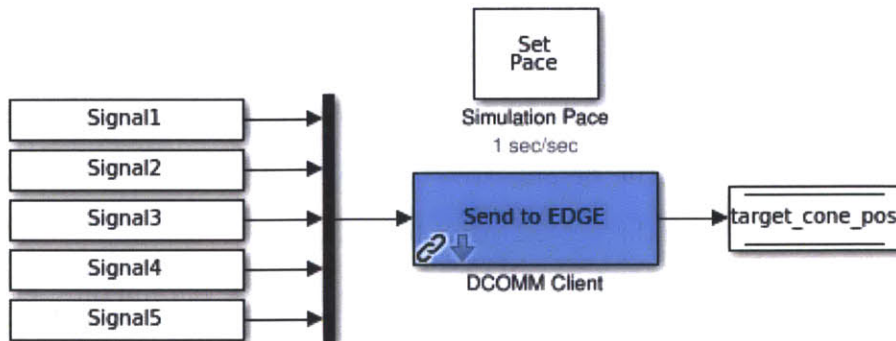 Set
Pace
Simulation Pace
1 sec/sec
Signal1
Signal2
Signal3
Signal4
Signal5
Send to EDGE
DCOMM Client
target_cone_pos